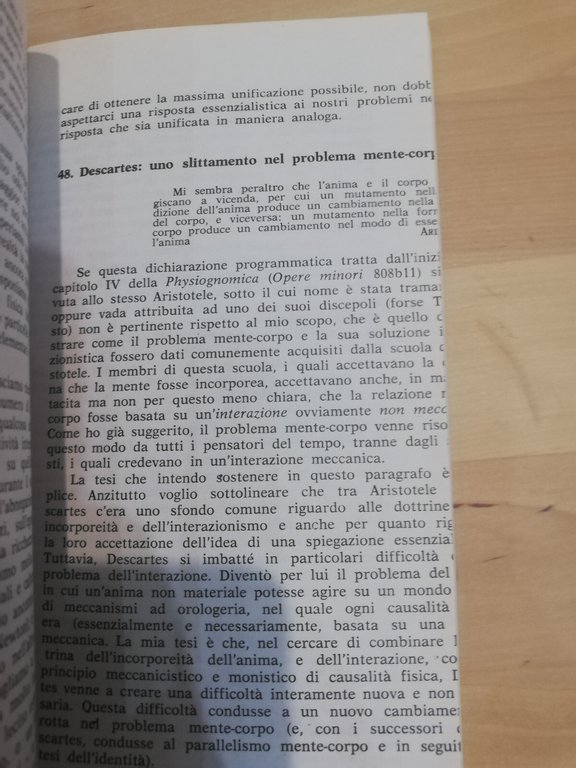 care di ottenere la massima unificazione possibile, non dobb
aspettarci una risposta essenzialistica ai nostri problemi ne
risposta che sia unificata in maniera analoga.
48. Descartes: uno slittamento nel problema mente-corp
Mi sembra peraltro che l'anima e il corpo
giscano a vicenda, per cui un mutamento nell
dizione dell'anima produce un cambiamento nella
del corpo, e viceversa: un mutamento nella for
corpo produce un cambiamento nel modo di esse
l'anima
ARI
Se questa dichiarazione programmatica tratta dall'inizi
capitolo IV della Physiognomica (Opere minori 808b11) si
vuta allo stesso Aristotele, sotto il cui nome è stata trama
oppure vada attribuita ad uno dei suoi discepoli (forse T
sto) non è pertinente rispetto al mio scopo, che è quello d
strare come il problema mente-corpo e la sua soluzione i
zionistica fossero dati comunemente acquisiti dalla scuola d
stotele. I membri di questa scuola, i quali accettavano la
na che la mente fosse incorporea, accettavano anche, in ma
tacita ma non per questo meno chiara, che la relazione
corpo fosse basata su un'interazione ovviamente non mecc
Come ho già suggerito, il problema mente-corpo venne riso
questo modo da tutti i pensatori del tempo, tranne dagli
sti, i quali credevano in un'interazione meccanica.
La tesi che intendo sostenere in questo paragrafo è
plice. Anzitutto voglio sottolineare che tra Aristotele
scartes c'era uno sfondo comune riguardo alle dottrine
incorporeità e dell'interazionismo e anche per quanto rig
la loro accettazione dell'idea di una spiegazione essenzial
Tuttavia, Descartes si imbatté in particolari difficoltà
problema dell'interazione. Diventò per lui il problema del
in cui un'anima non materiale potesse agire su un mondo
di meccanismi ad orologeria, nel quale ogni causalità
era (essenzialmente e necessariamente, basata su una
meccanica. La mia tesi è che, nel cercare di combinare l
trina dell'incorporeità dell'anima, e dell'interazione, co
principio meccanicistico e monistico di causalità fisica, D
tes venne a creare una difficoltà interamente nuova e non
saria. Questa difficoltà condusse a un nuovo cambiamen
rotta nel problema mente-corpo (e, con i successori
scartes, condusse al parallelismo mente-corpo e in seguit
tesi dell'identità).